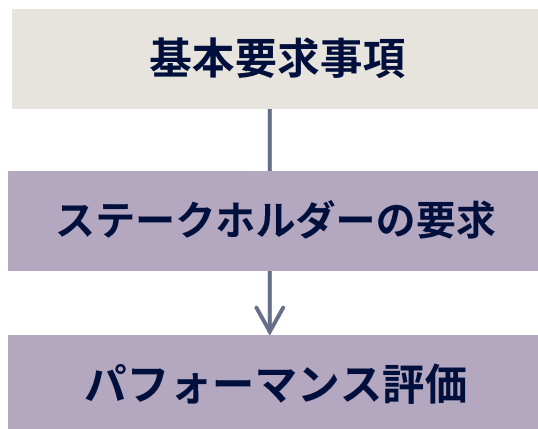 基本要求事項
ステークホルダーの要求
パフォーマンス評価